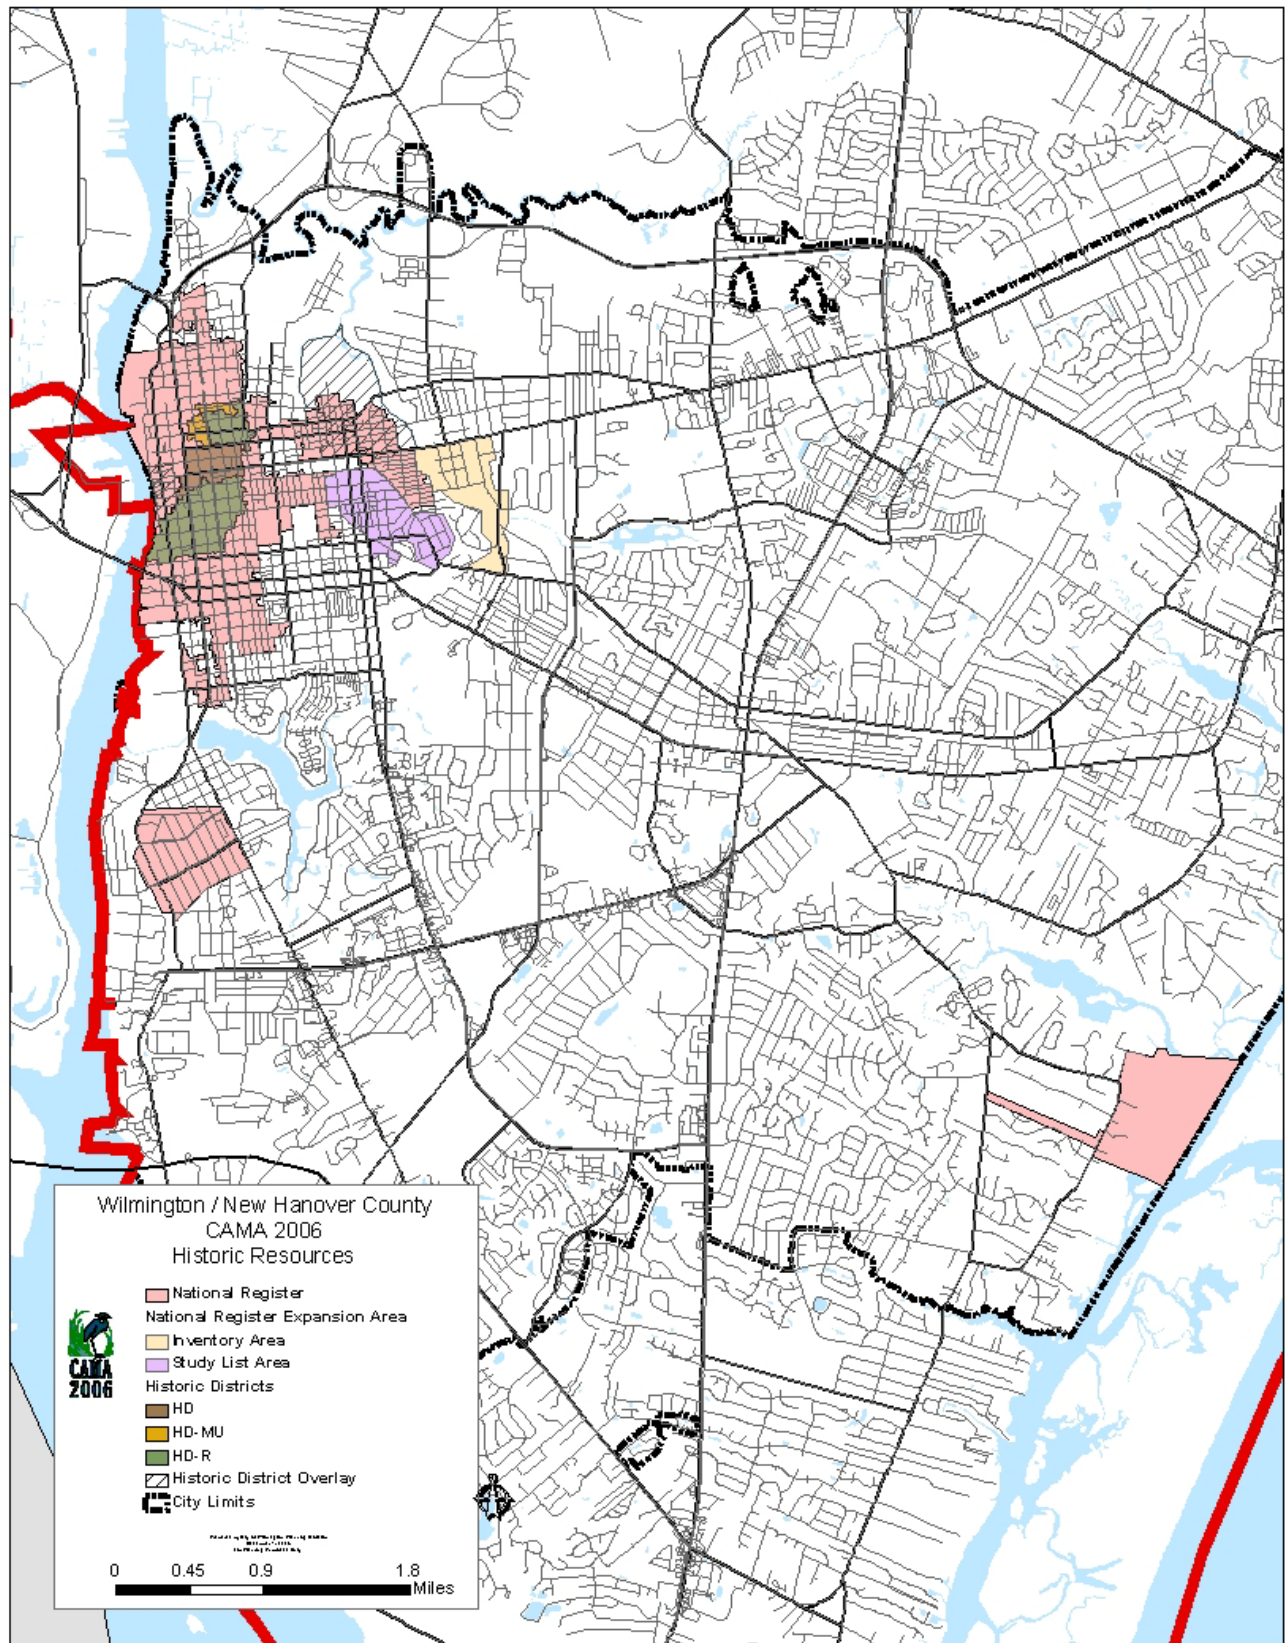 Wilmington / New Hanover County
CAMA 2006
Historic Resources
National Register
National Register Expansion Area
Inventory Area
Study List Area
Historic Districts
HD
HD-MU
HD-R
Historic District Overlay
City Limits
CAMA
2006
0 0.45 0.9 1.8
Miles